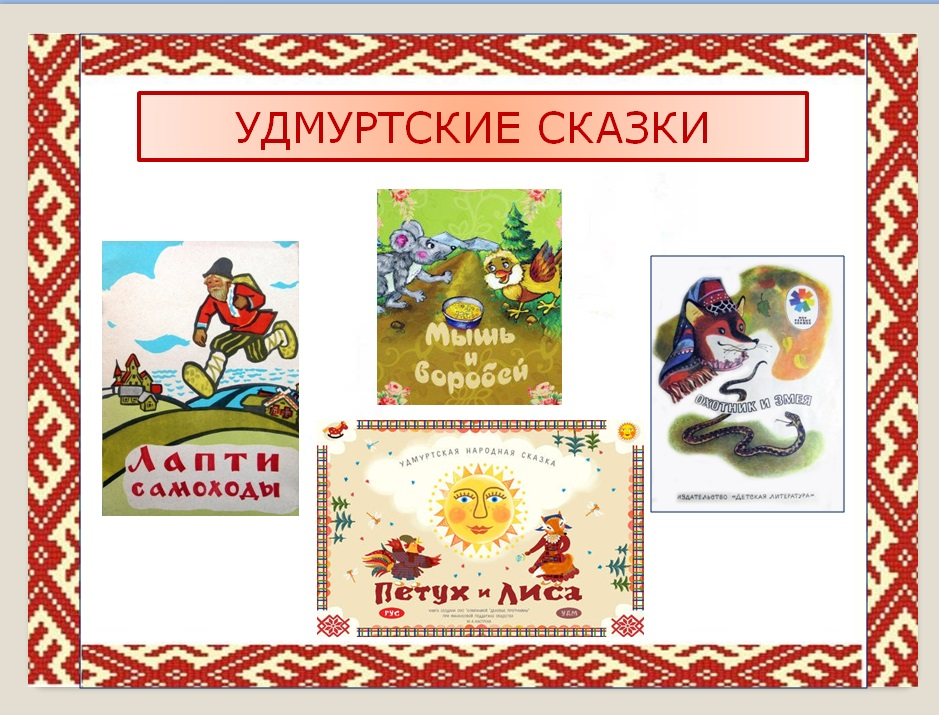 УДМУРТСКИЕ СКАЗКИ
Мышь
и
воробей
Лапти
самоходы
ОХОТНИК И ЗМЕЯ
ИЗДАТЕЛЬСТВО «ДЕТСКАЯ ЛИТЕРАТУРА»
УДМУРТСКАЯ НАРОДНАЯ СКАЗКА
Петух и Лиса
РУС
УДМ